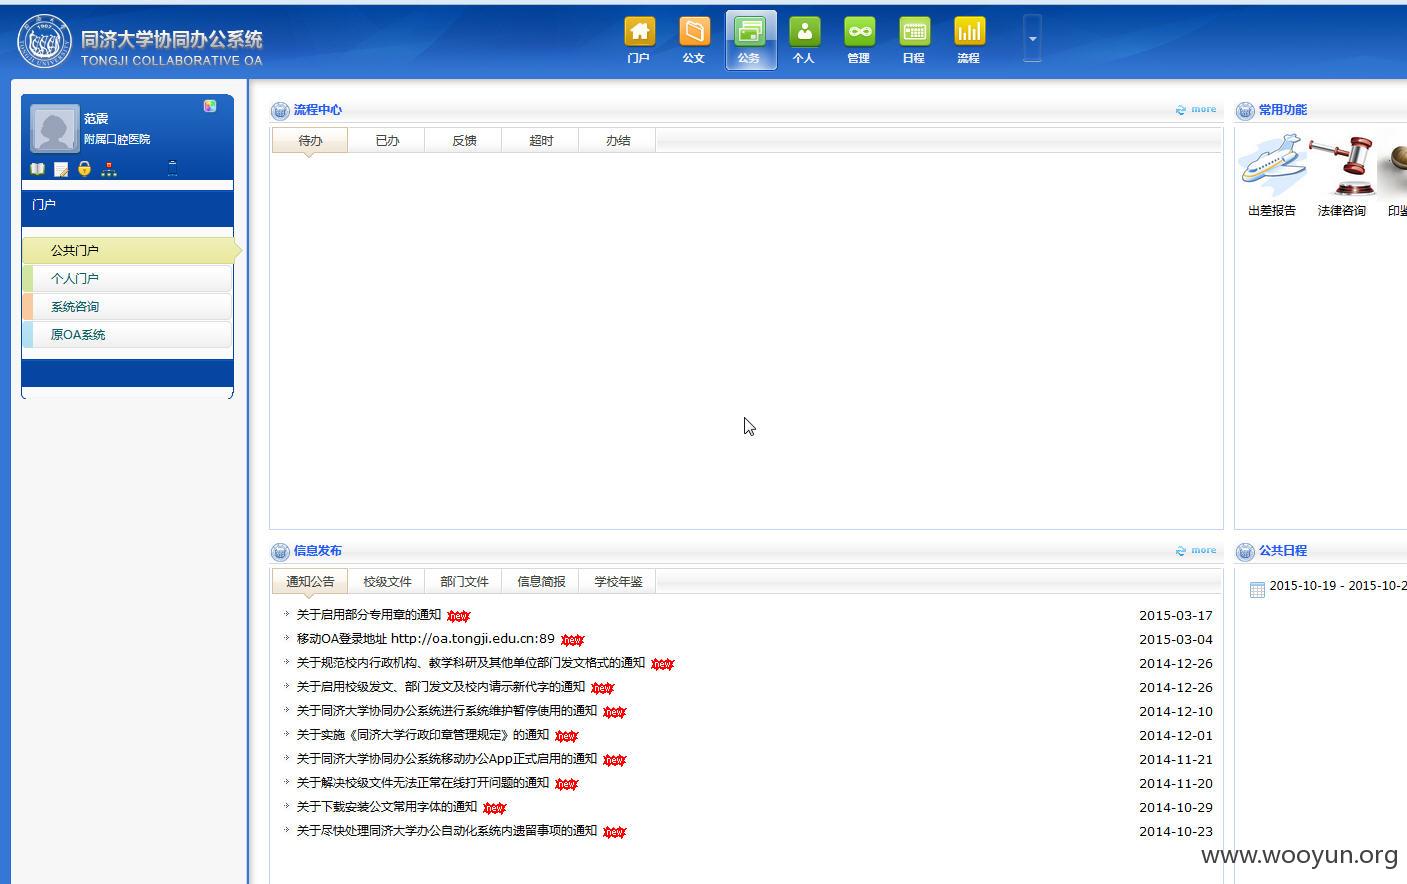 同济大学协同办公系统
TONGJI COLLABORATIVE OA
门户 公文 公务 个人 管理 日程 流程
范震
附属口腔医院
门户
公共门户
个人门户
系统咨询
原OA系统
流程中心 more
待办 已办 反馈 超时 办结
常用功能
出差报告 法律咨询 印鉴
信息发布 more
通知公告 校级文件 部门文件 信息简报 学校年鉴
关于启用部分专用章的通知 new 2015-03-17
移动OA登录地址 http://oa.tongji.edu.cn:89 new 2015-03-04
关于规范校内行政机构、教学科研及其他单位部门发文格式的通知 new 2014-12-26
关于启用校级发文、部门发文及校内请示新代字的通知 new 2014-12-26
关于同济大学协同办公系统进行系统维护暂停使用的通知 new 2014-12-10
关于实施《同济大学行政印章管理规定》的通知 new 2014-12-01
关于同济大学协同办公系统移动办公App正式启用的通知 new 2014-11-21
关于解决校级文件无法正常在线打开问题的通知 new 2014-11-20
关于下载安装公文常用字体的通知 new 2014-10-29
关于尽快处理同济大学办公自动化系统内遗留事项的通知 new 2014-10-23
公共日程
2015-10-19 - 2015-10-2
www.wooyun.org